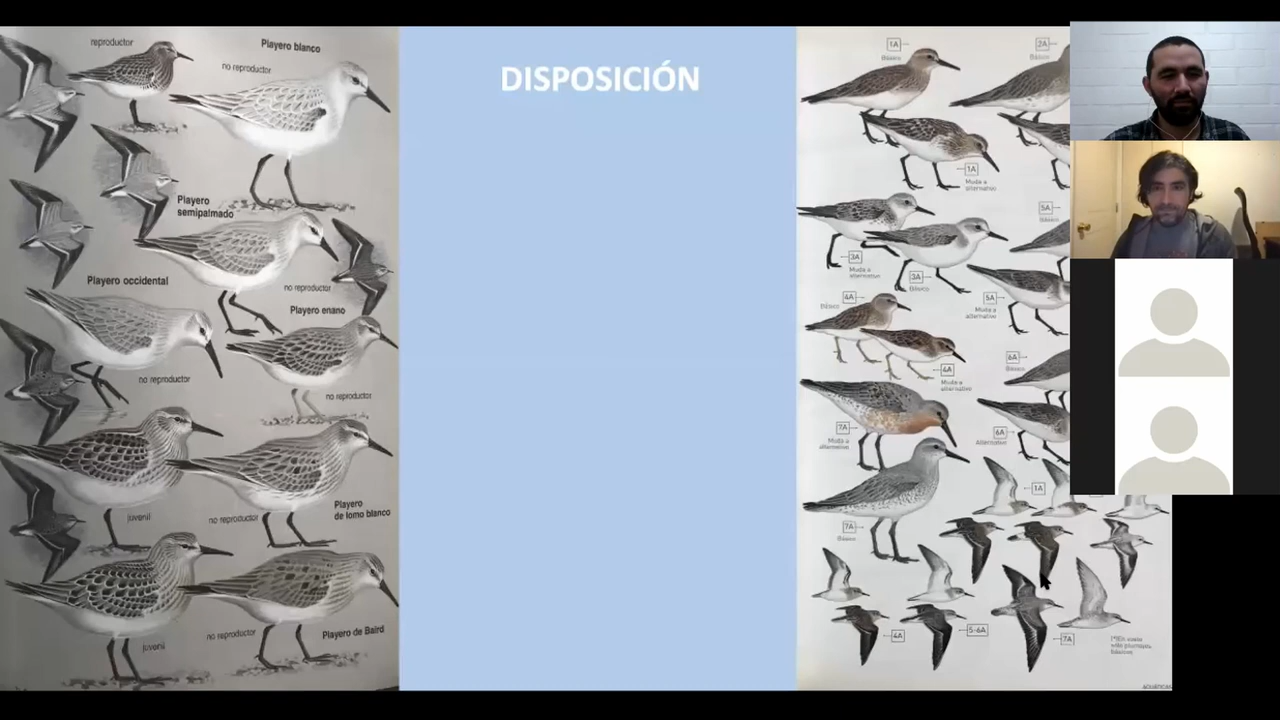 reproductor
Playero blanco
no reproductor
Playero
semipalmado
no reproductor
Playero occidental
Playero enano
no reproductor
no reproductor
juvenil
no reproductor
Playero
de lomo blanco
juvenil
no reproductor
Playero de Baird
DISPOSICIÓN
1A
Básico
2A
Básico
1A
Muda a
alternativo
5A
Básico
3A
Muda a
alternativo
3A
Básico
5A
Muda a
alternativo
Básico
4A
4A
Muda a
alternativo
6A
Básico
7A
Muda a
alternativo
6A
Alternativo
1A
7A
Básico
4A
5-6A
7A